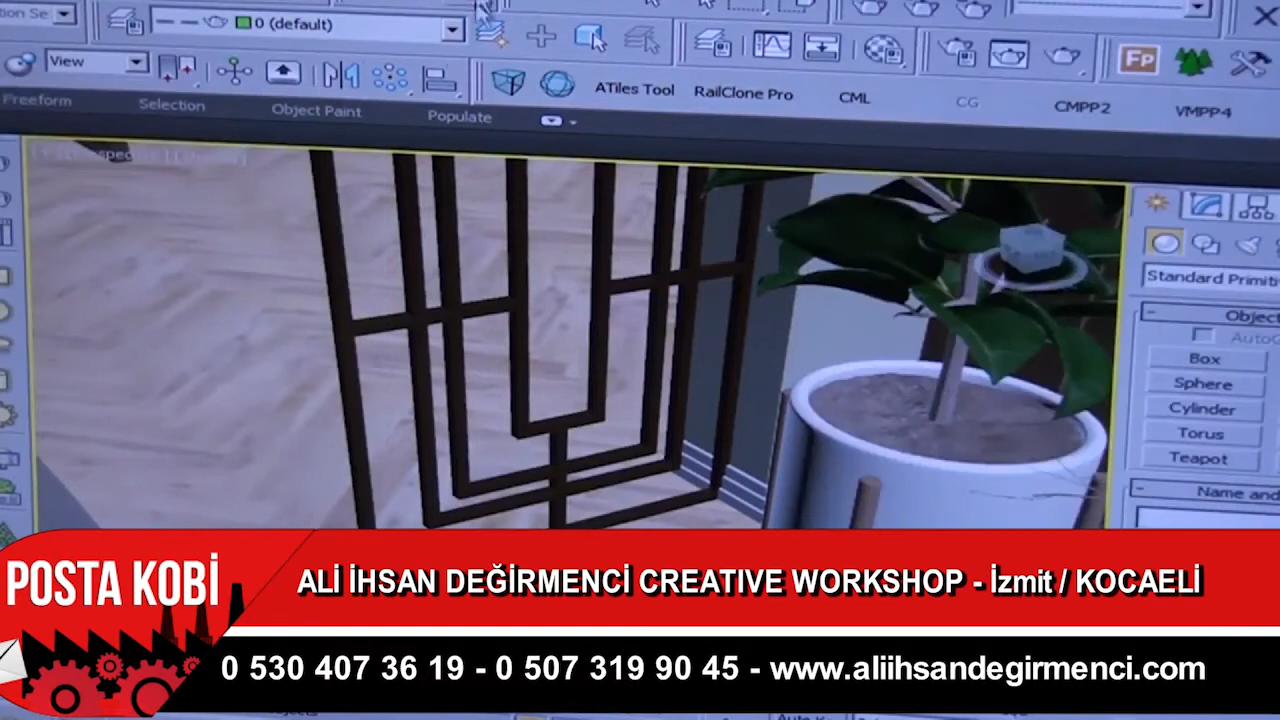 0 (default)
View
ATiles Tool
RailClone Pro
CML
CG
CMPP2
Fp
VMPP4
Freeform
Selection
Object Paint
Populate
Standard Primiti
Object
AutoG
Box
Sphere
Cylinder
Torus
Teapot
Name and
POSTA KOBİ
ALİ İHSAN DEĞİRMENCİ CREATIVE WORKSHOP - İzmit / KOCAELİ
0 530 407 36 19 - 0 507 319 90 45 - www.aliihsandegirmenci.com